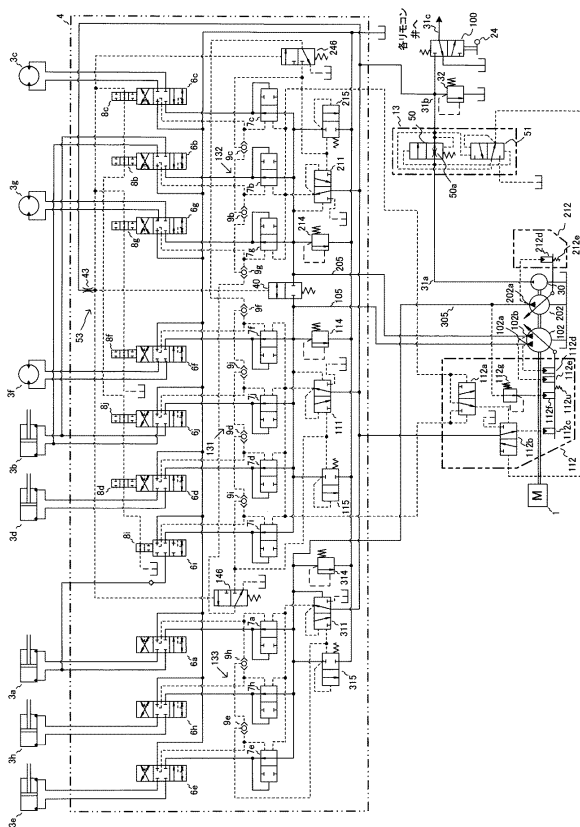 4
3c
3g
3f
3b
3d
3a
3h
3e
8c
8b
8g
8f
8j
8d
8i
6c
6b
6g
6f
6j
6d
6i
6a
6h
6e
43
53
40
246
7c
7b
7g
7f
7j
7d
7i
7a
7h
7e
9c
9b
9g
9f
9j
9d
9i
9h
9e
132
131
133
146
215
211
214
205
105
114
111
115
314
311
315
305
各リモコン
弁へ
31c
100
24
32
31b
13
50
50a
51
31a
212
212d
212e
30
202a
202
102b
102a
102
112d
112e
112u
112f
112c
112g
112a
112b
112
M
1